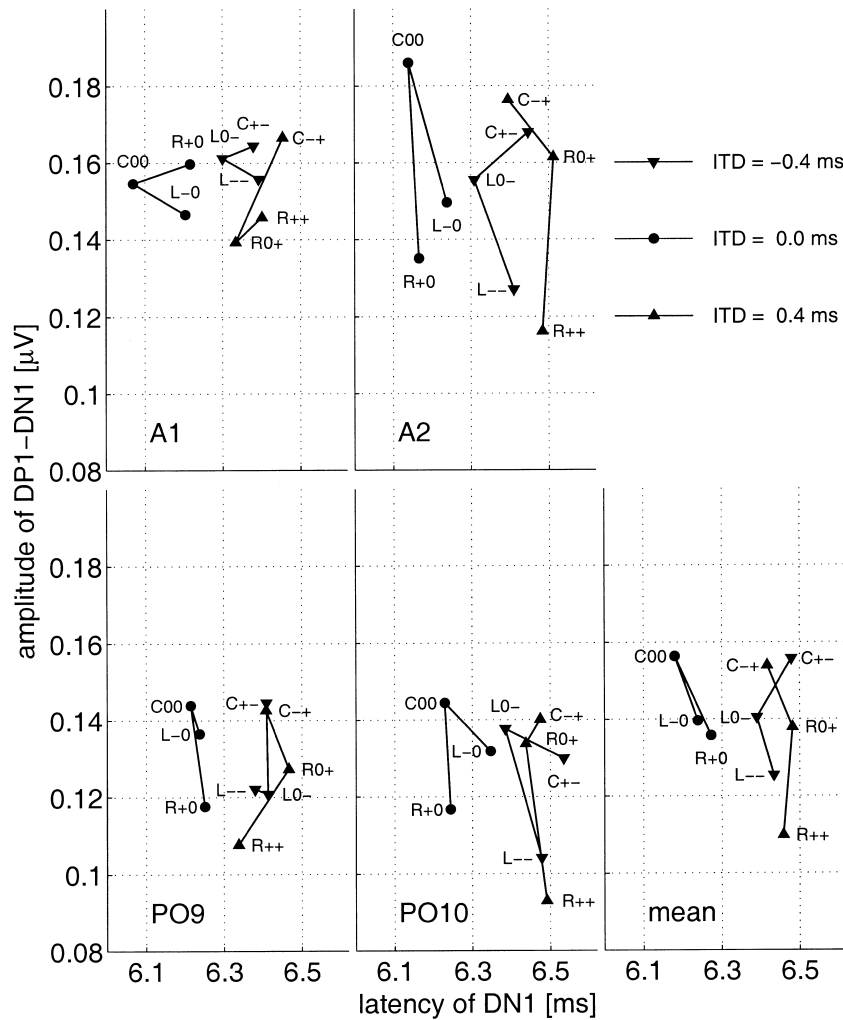 C00
0.18
C−+
C+−
C+−
L0−
C−+
R+0
R0+
ITD = −0.4 ms
0.16
C00
L0−
L−−
L−0
R++
L−0
ITD = 0.0 ms
0.14
R0+
R+0
L−−
ITD = 0.4 ms
0.12
R++
0.1
A1
A2
0.08
amplitude of DP1−DN1 [μV]
0.18
0.16
C00
C+−
C−+
C00
C+−
C00
L0−
C−+
0.14
C−+
L−0
L0−
R0+
L−0
R0+
R+0
L−0
R0+
C+−
L−−
0.12
L−−
L0−
R+0
R+0
R++
R++
L−−
0.1
R++
PO9
PO10
mean
0.08
6.1 6.3 6.5
6.1 6.3 6.5
6.1 6.3 6.5
latency of DN1 [ms]